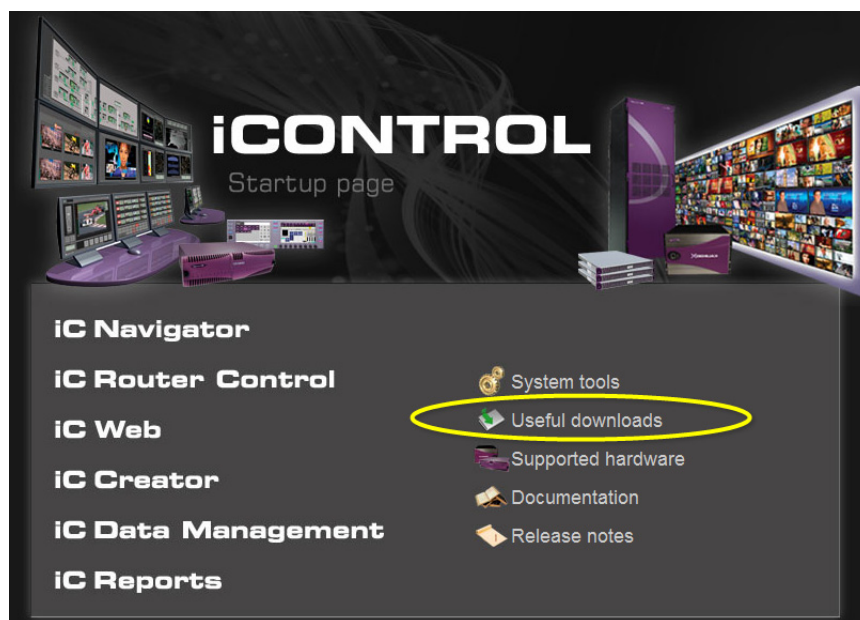 iCONTROL
Startup page
iC Navigator
iC Router Control
iC Web
iC Creator
iC Data Management
iC Reports
System tools
Useful downloads
Supported hardware
Documentation
Release notes